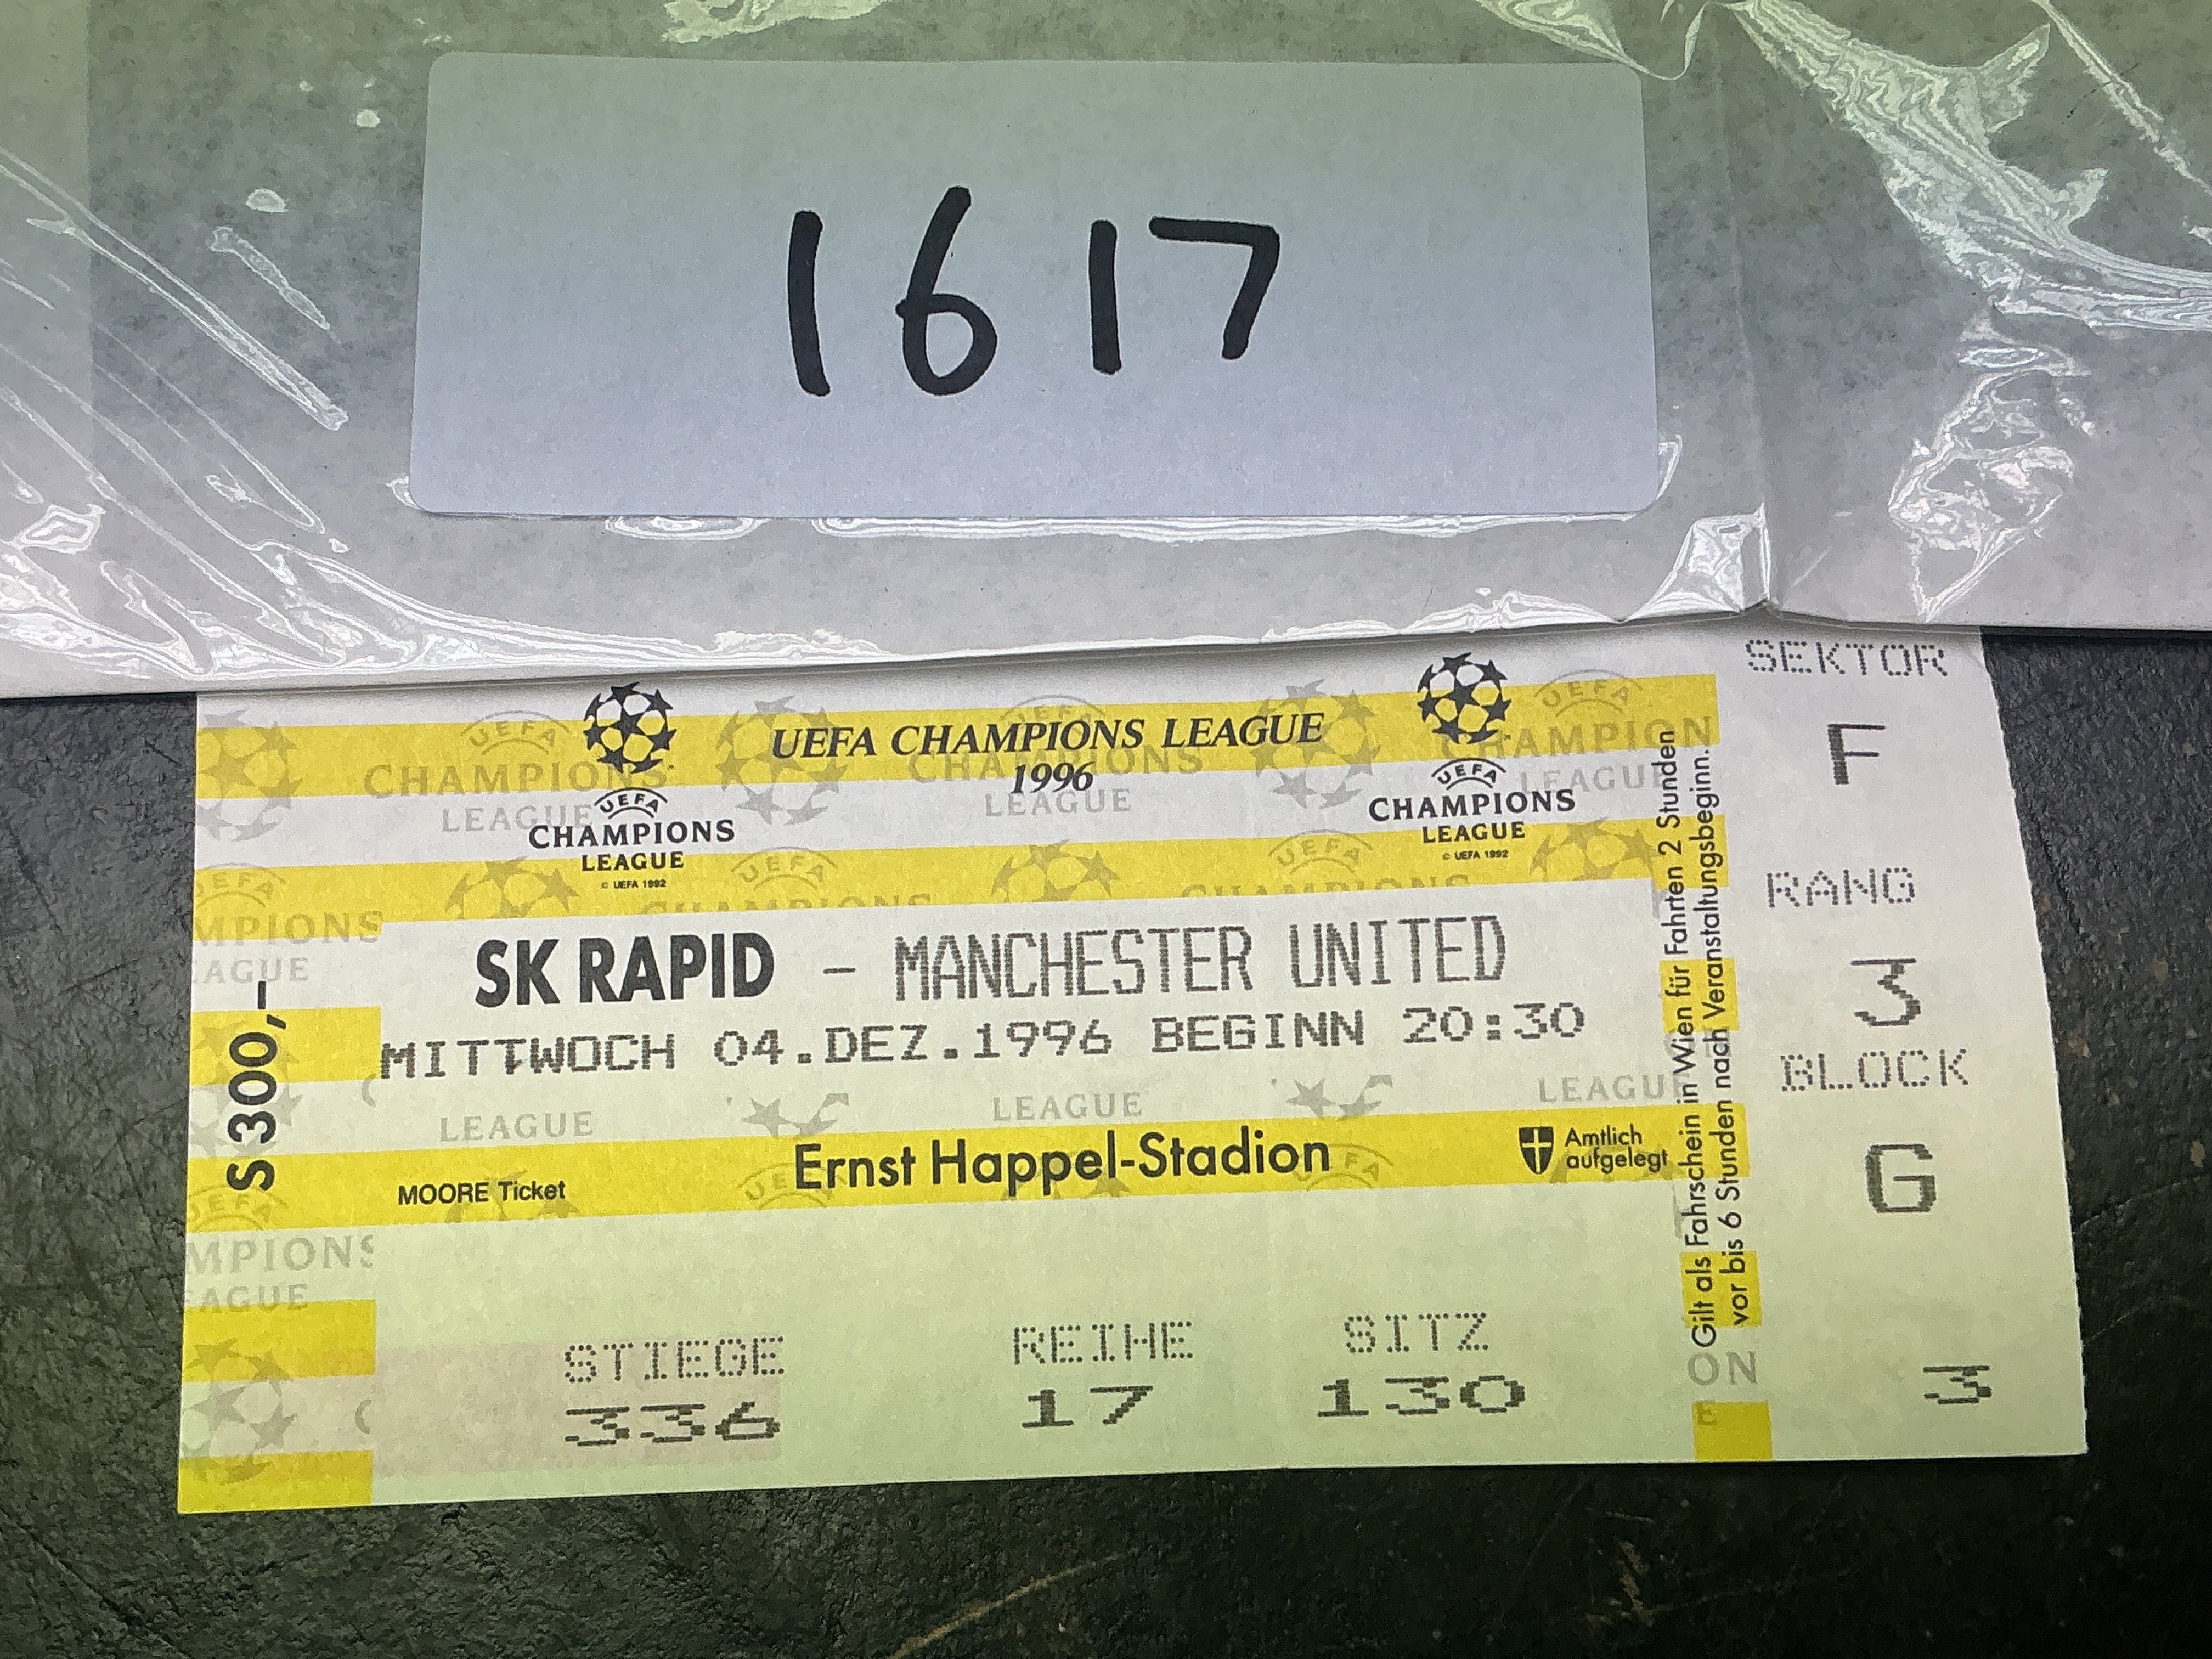 1617
UEFA CHAMPIONS LEAGUE
1996
UEFA
CHAMPIONS
LEAGUE
© UEFA 1992
UEFA
CHAMPIONS
LEAGUE
© UEFA 1992
SK RAPID - MANCHESTER UNITED
MITTWOCH 04.DEZ.1996 BEGINN 20:30
Ernst Happel-Stadion
Amtlich
aufgelegt
MOORE Ticket
S 300,–
STIEGE REIHE SITZ
336 17 130
Gilt als Fahrschein in Wien für Fahrten 2 Stunden
vor bis 6 Stunden nach Veranstaltungsbeginn.
SEKTOR
F
RANG
3
BLOCK
G
3